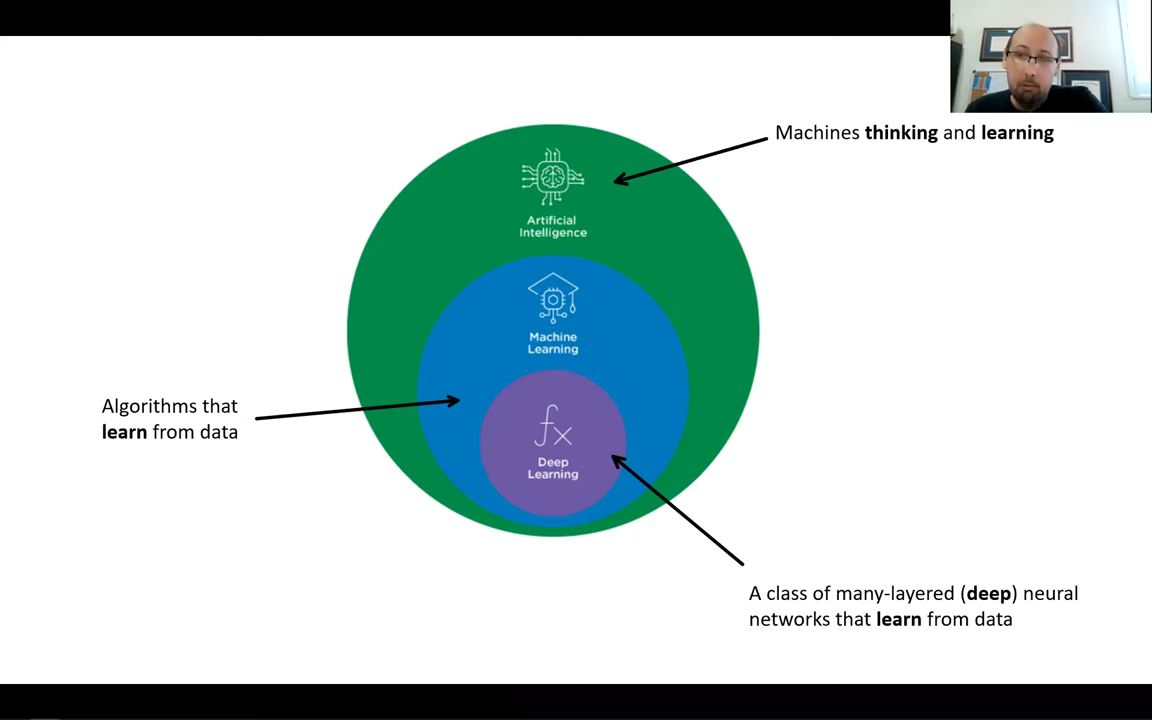 Machines thinking and learning
Artificial
Intelligence
Machine
Learning
Algorithms that
learn from data
fx
Deep
Learning
A class of many-layered (deep) neural
networks that learn from data